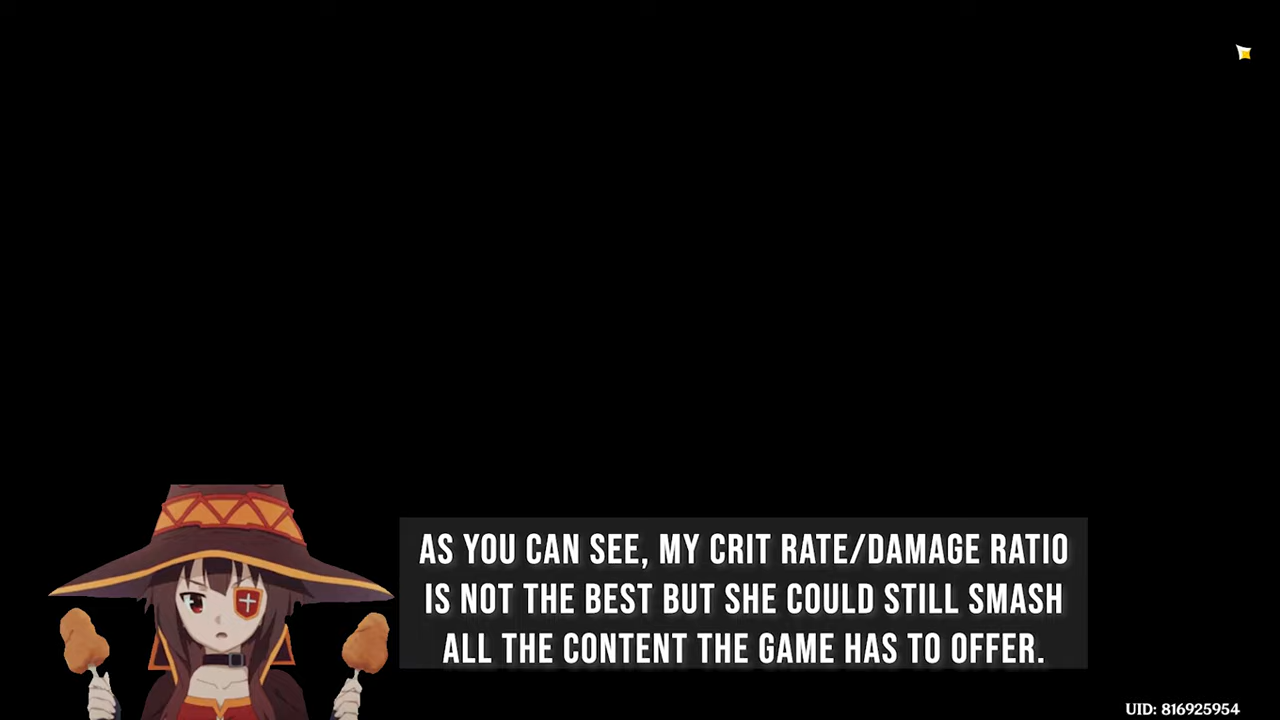 AS YOU CAN SEE, MY CRIT RATE/DAMAGE RATIO
IS NOT THE BEST BUT SHE COULD STILL SMASH
ALL THE CONTENT THE GAME HAS TO OFFER.
UID: 816925954